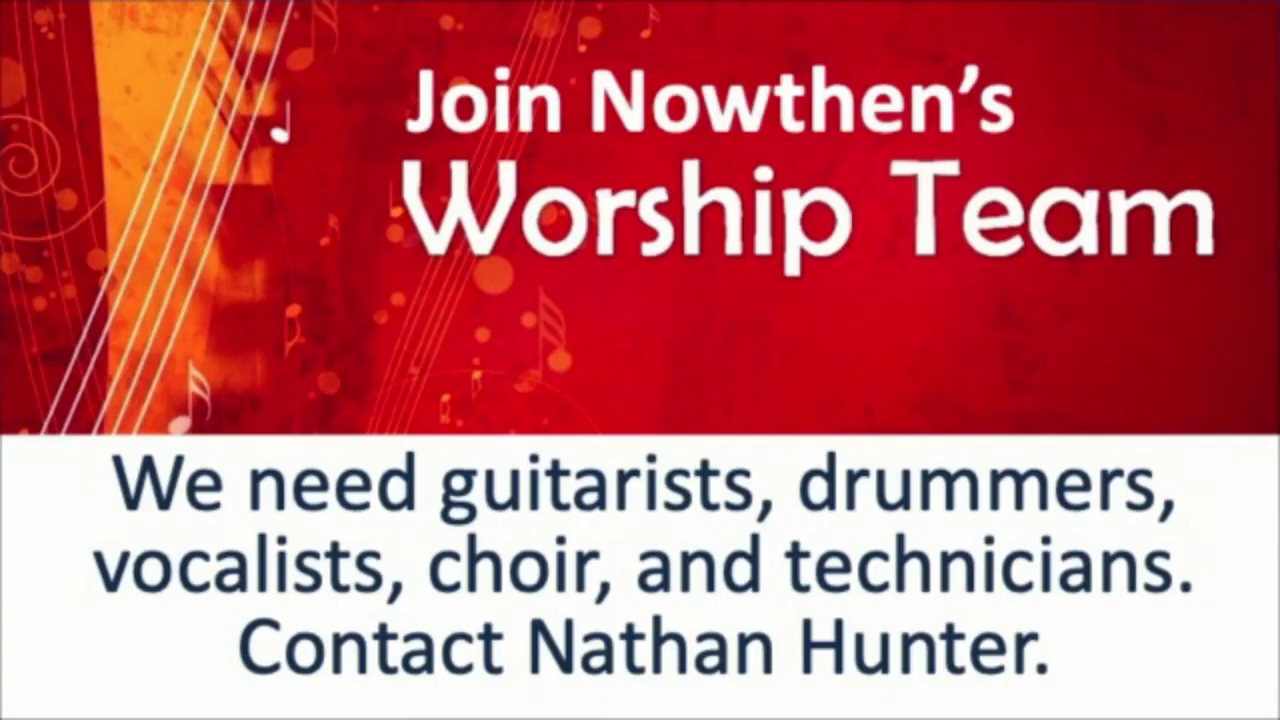 Join Nowthen’s
Worship Team
We need guitarists, drummers,
vocalists, choir, and technicians.
Contact Nathan Hunter.